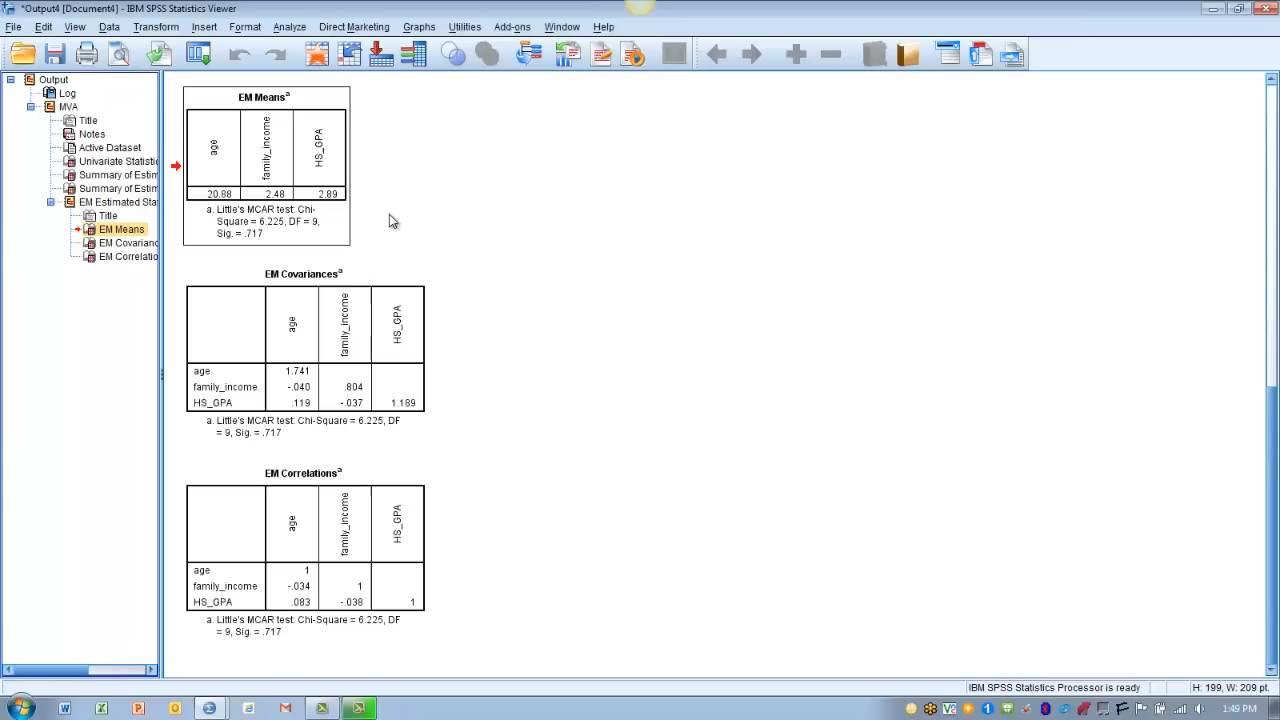 *Output4 [Document4] - IBM SPSS Statistics Viewer
File Edit View Data Transform Insert Format Analyze Direct Marketing Graphs Utilities Add-ons Window Help
Output
Log
MVA
Title
Notes
Active Dataset
Univariate Statistic
Summary of Estim
Summary of Estim
EM Estimated Sta
Title
EM Means
EM Covarianc
EM Correlatio
EM Means a
age family_income HS_GPA
20.88 2.48 2.89
a. Little's MCAR test: Chi-
Square = 6.225, DF = 9,
Sig. = .717
EM Covariances a
age family_income HS_GPA
age 1.741
family_income -.040 .804
HS_GPA .119 -.037 1.189
a. Little's MCAR test: Chi-Square = 6.225, DF
= 9, Sig. = .717
EM Correlations a
age family_income HS_GPA
age 1
family_income -.034 1
HS_GPA .083 -.038 1
a. Little's MCAR test: Chi-Square = 6.225, DF
= 9, Sig. = .717
IBM SPSS Statistics Processor is ready H: 199, W: 209 pt.
1:49 PM